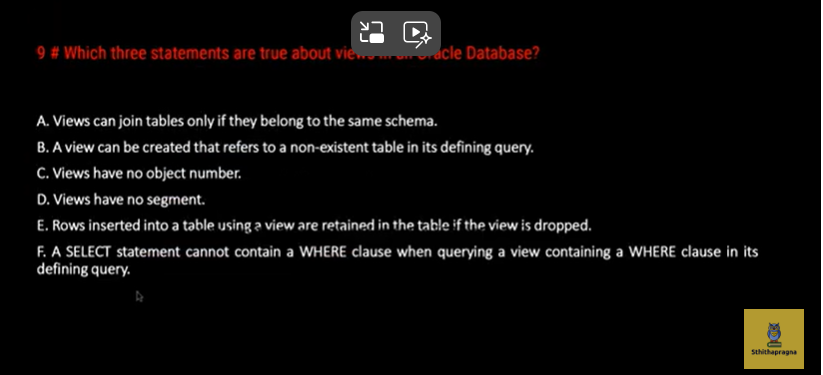 9 # Which three statements are true about views in an Oracle Database?
A. Views can join tables only if they belong to the same schema.
B. A view can be created that refers to a non-existent table in its defining query.
C. Views have no object number.
D. Views have no segment.
E. Rows inserted into a table using a view are retained in the table if the view is dropped.
F. A SELECT statement cannot contain a WHERE clause when querying a view containing a WHERE clause in its
defining query.
Sthithapragna